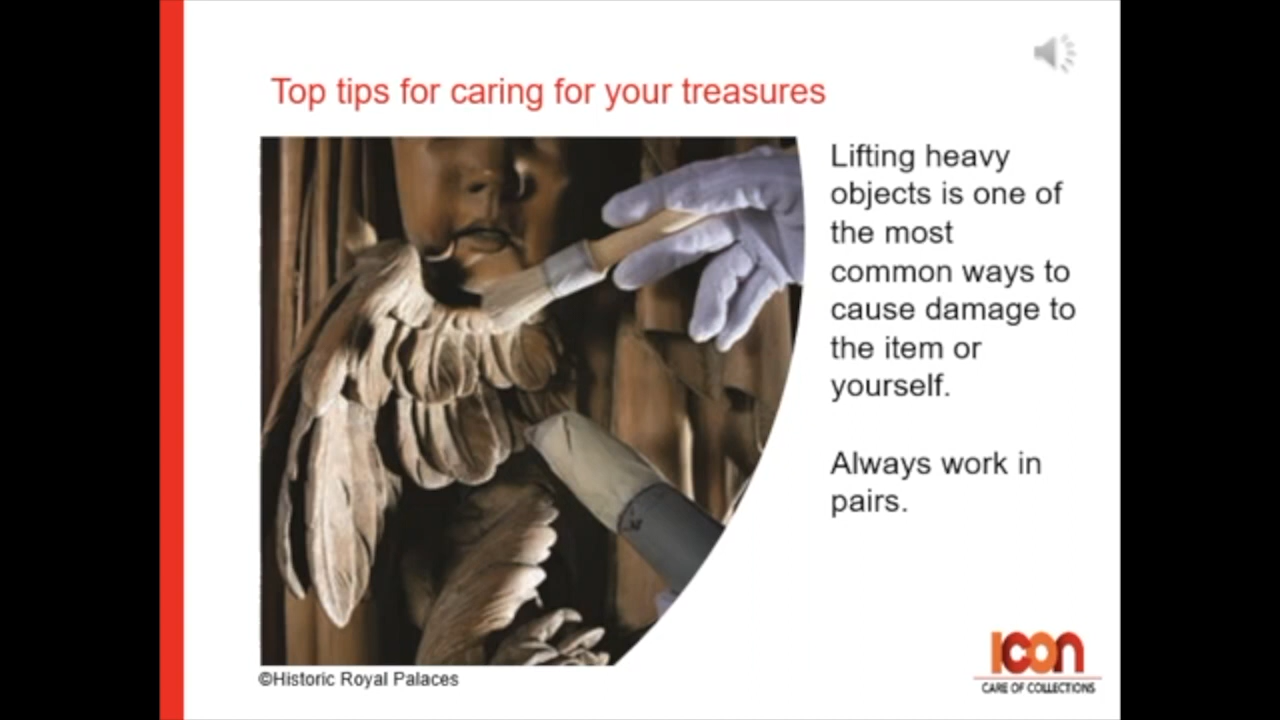 Top tips for caring for your treasures
Lifting heavy
objects is one of
the most
common ways to
cause damage to
the item or
yourself.
Always work in
pairs.
©Historic Royal Palaces
Icon
CARE OF COLLECTIONS